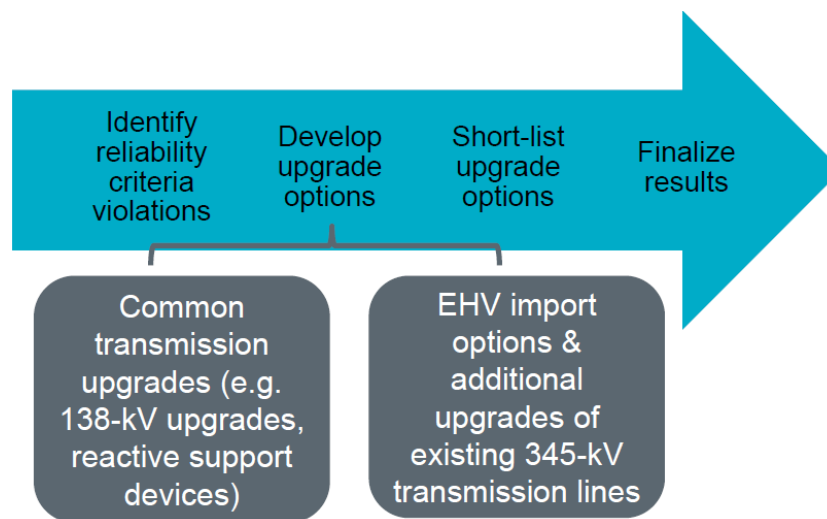 Identify
reliability
criteria
violations
Develop
upgrade
options
Short-list
upgrade
options
Finalize
results
Common
transmission
upgrades (e.g.
138-kV upgrades,
reactive support
devices)
EHV import
options &
additional
upgrades of
existing 345-kV
transmission lines